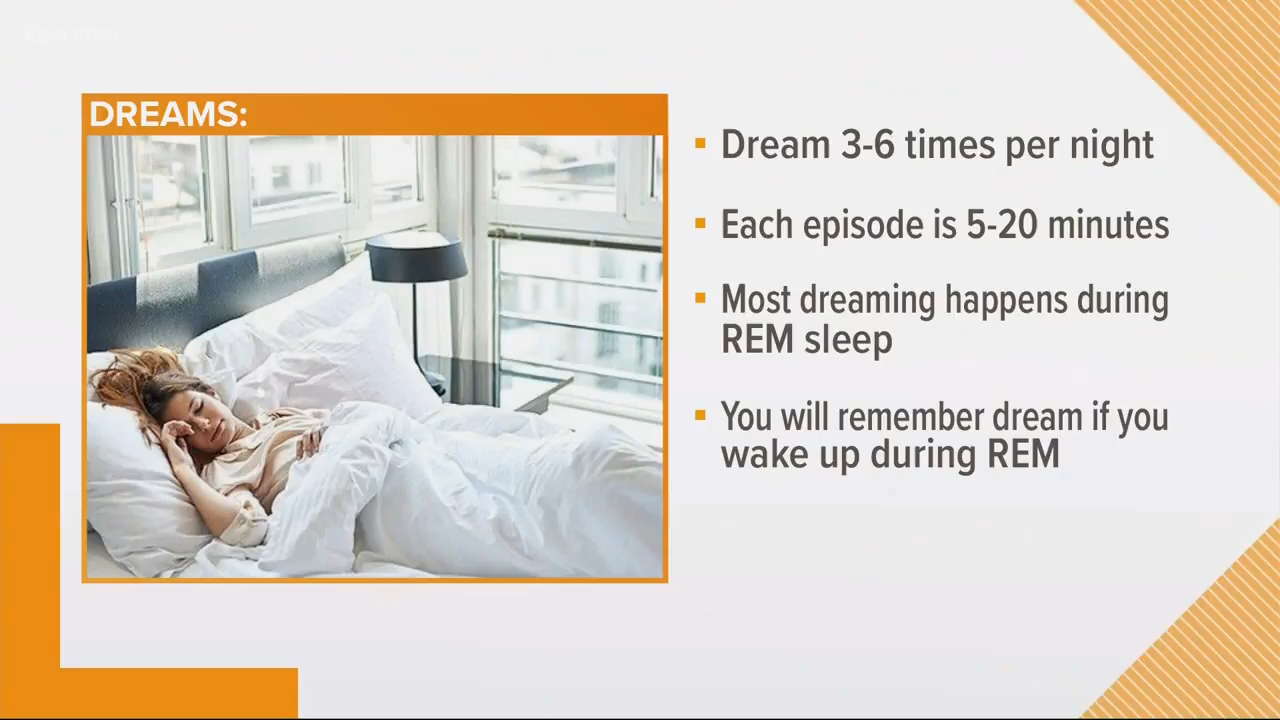 DREAMS:
Dream 3-6 times per night
Each episode is 5-20 minutes
Most dreaming happens during
REM sleep
You will remember dream if you
wake up during REM